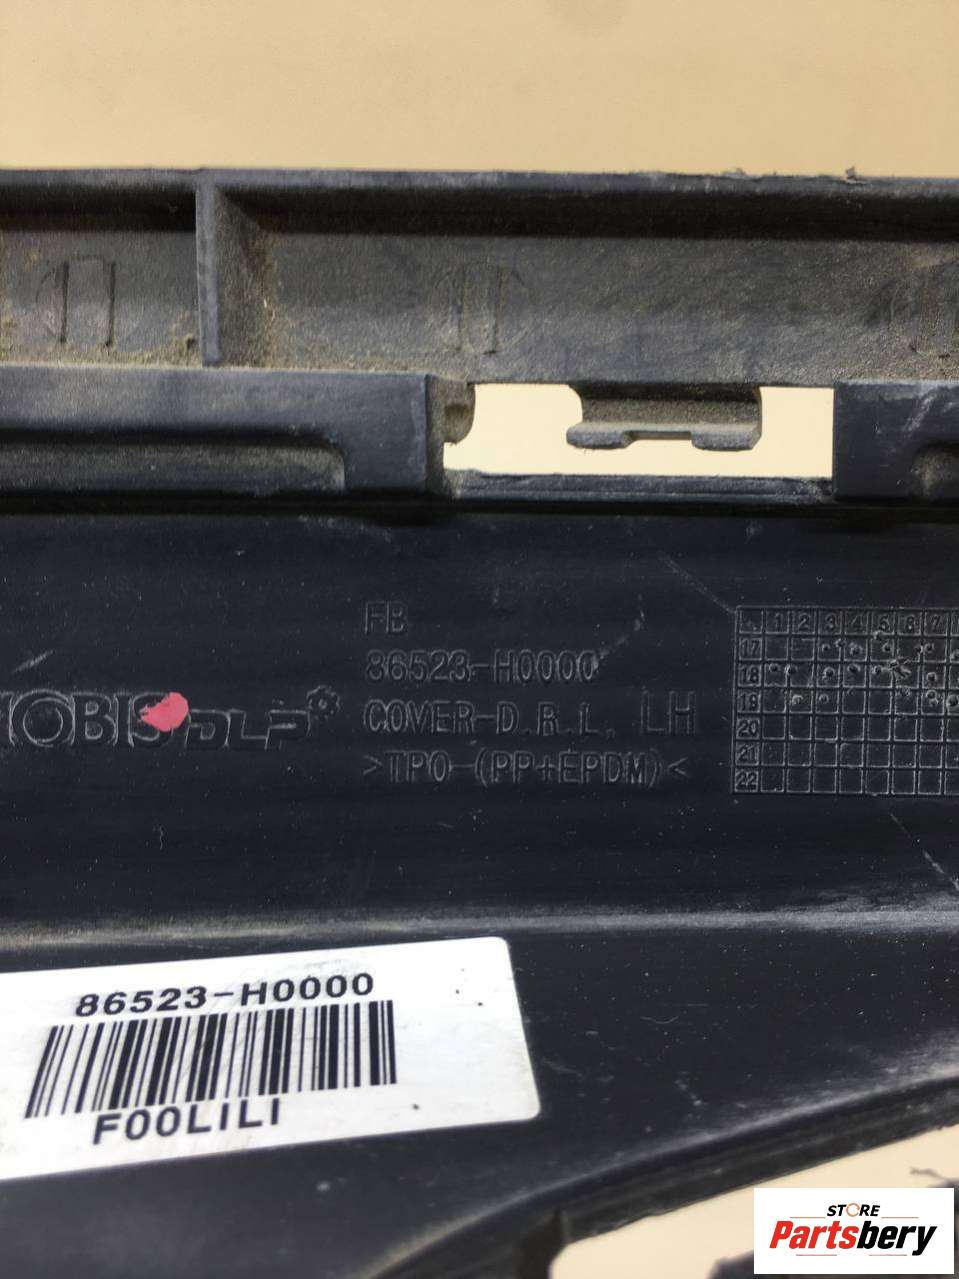 FB
86523-H0000
MOBIS DLP
COVER-D.R.L. LH
>TPO-(PP+EPDM)<
1 2 3 4 5 6 7
17
18
19
20
21
22
86523-H0000
F00LILI
STORE
Partsbery